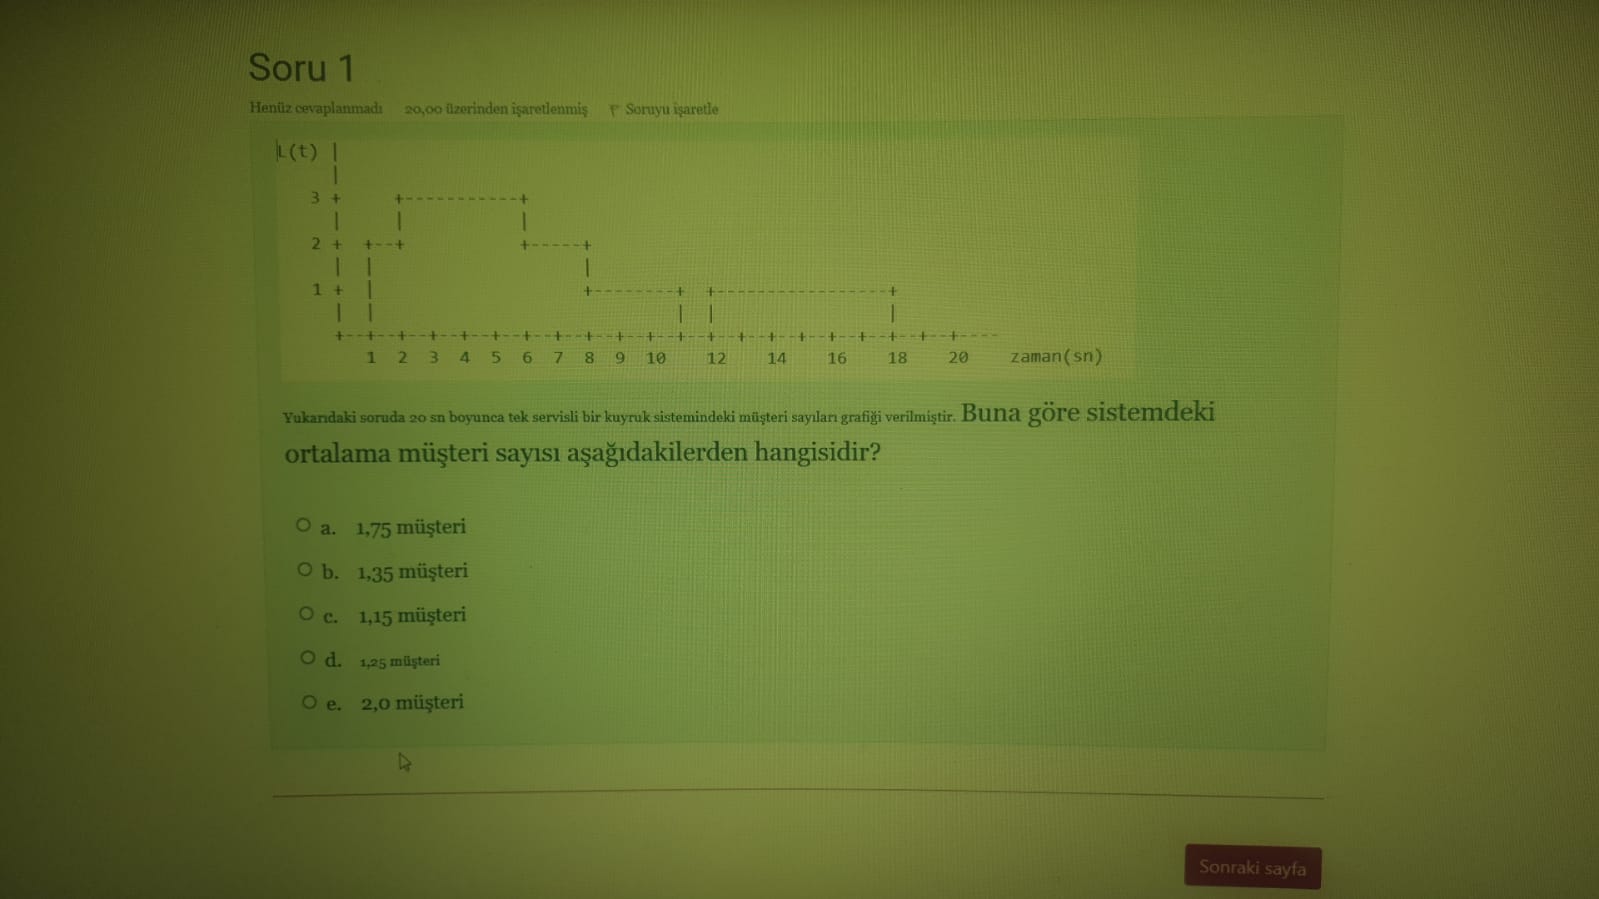 Soru 1
Henüz cevaplanmadı 20,00 üzerinden işaretlenmiş Soruyu işaretle
L(t)
3
2
1
1 2 3 4 5 6 7 8 9 10 12 14 16 18 20 zaman(sn)
Yukarıdaki soruda 20 sn boyunca tek servisli bir kuyruk sistemindeki müşteri sayıları grafiği verilmiştir. Buna göre sistemdeki
ortalama müşteri sayısı aşağıdakilerden hangisidir?
a. 1,75 müşteri
b. 1,35 müşteri
c. 1,15 müşteri
d. 1,25 müşteri
e. 2,0 müşteri
Sonraki sayfa